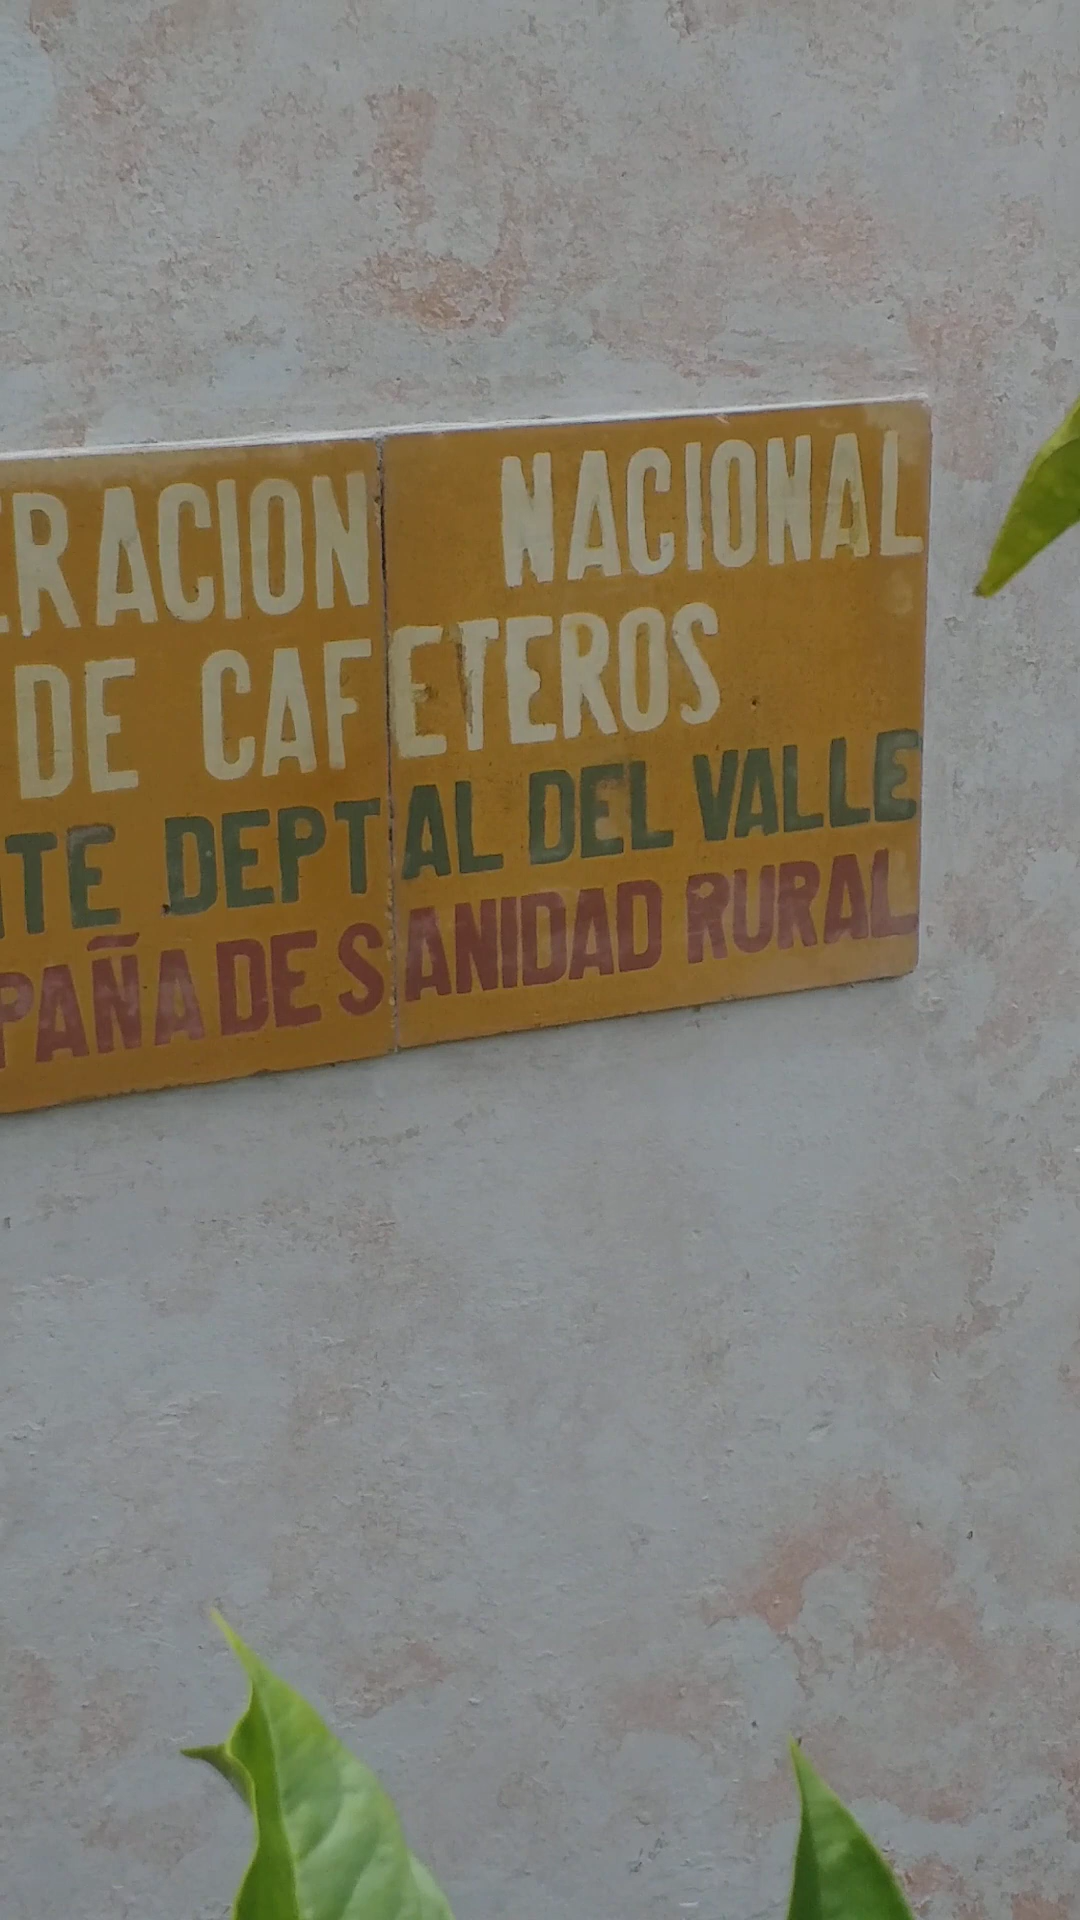 ERACION NACIONAL
DE CAFETEROS
TE DEPTAL DEL VALLE
PAÑA DE SANIDAD RURAL